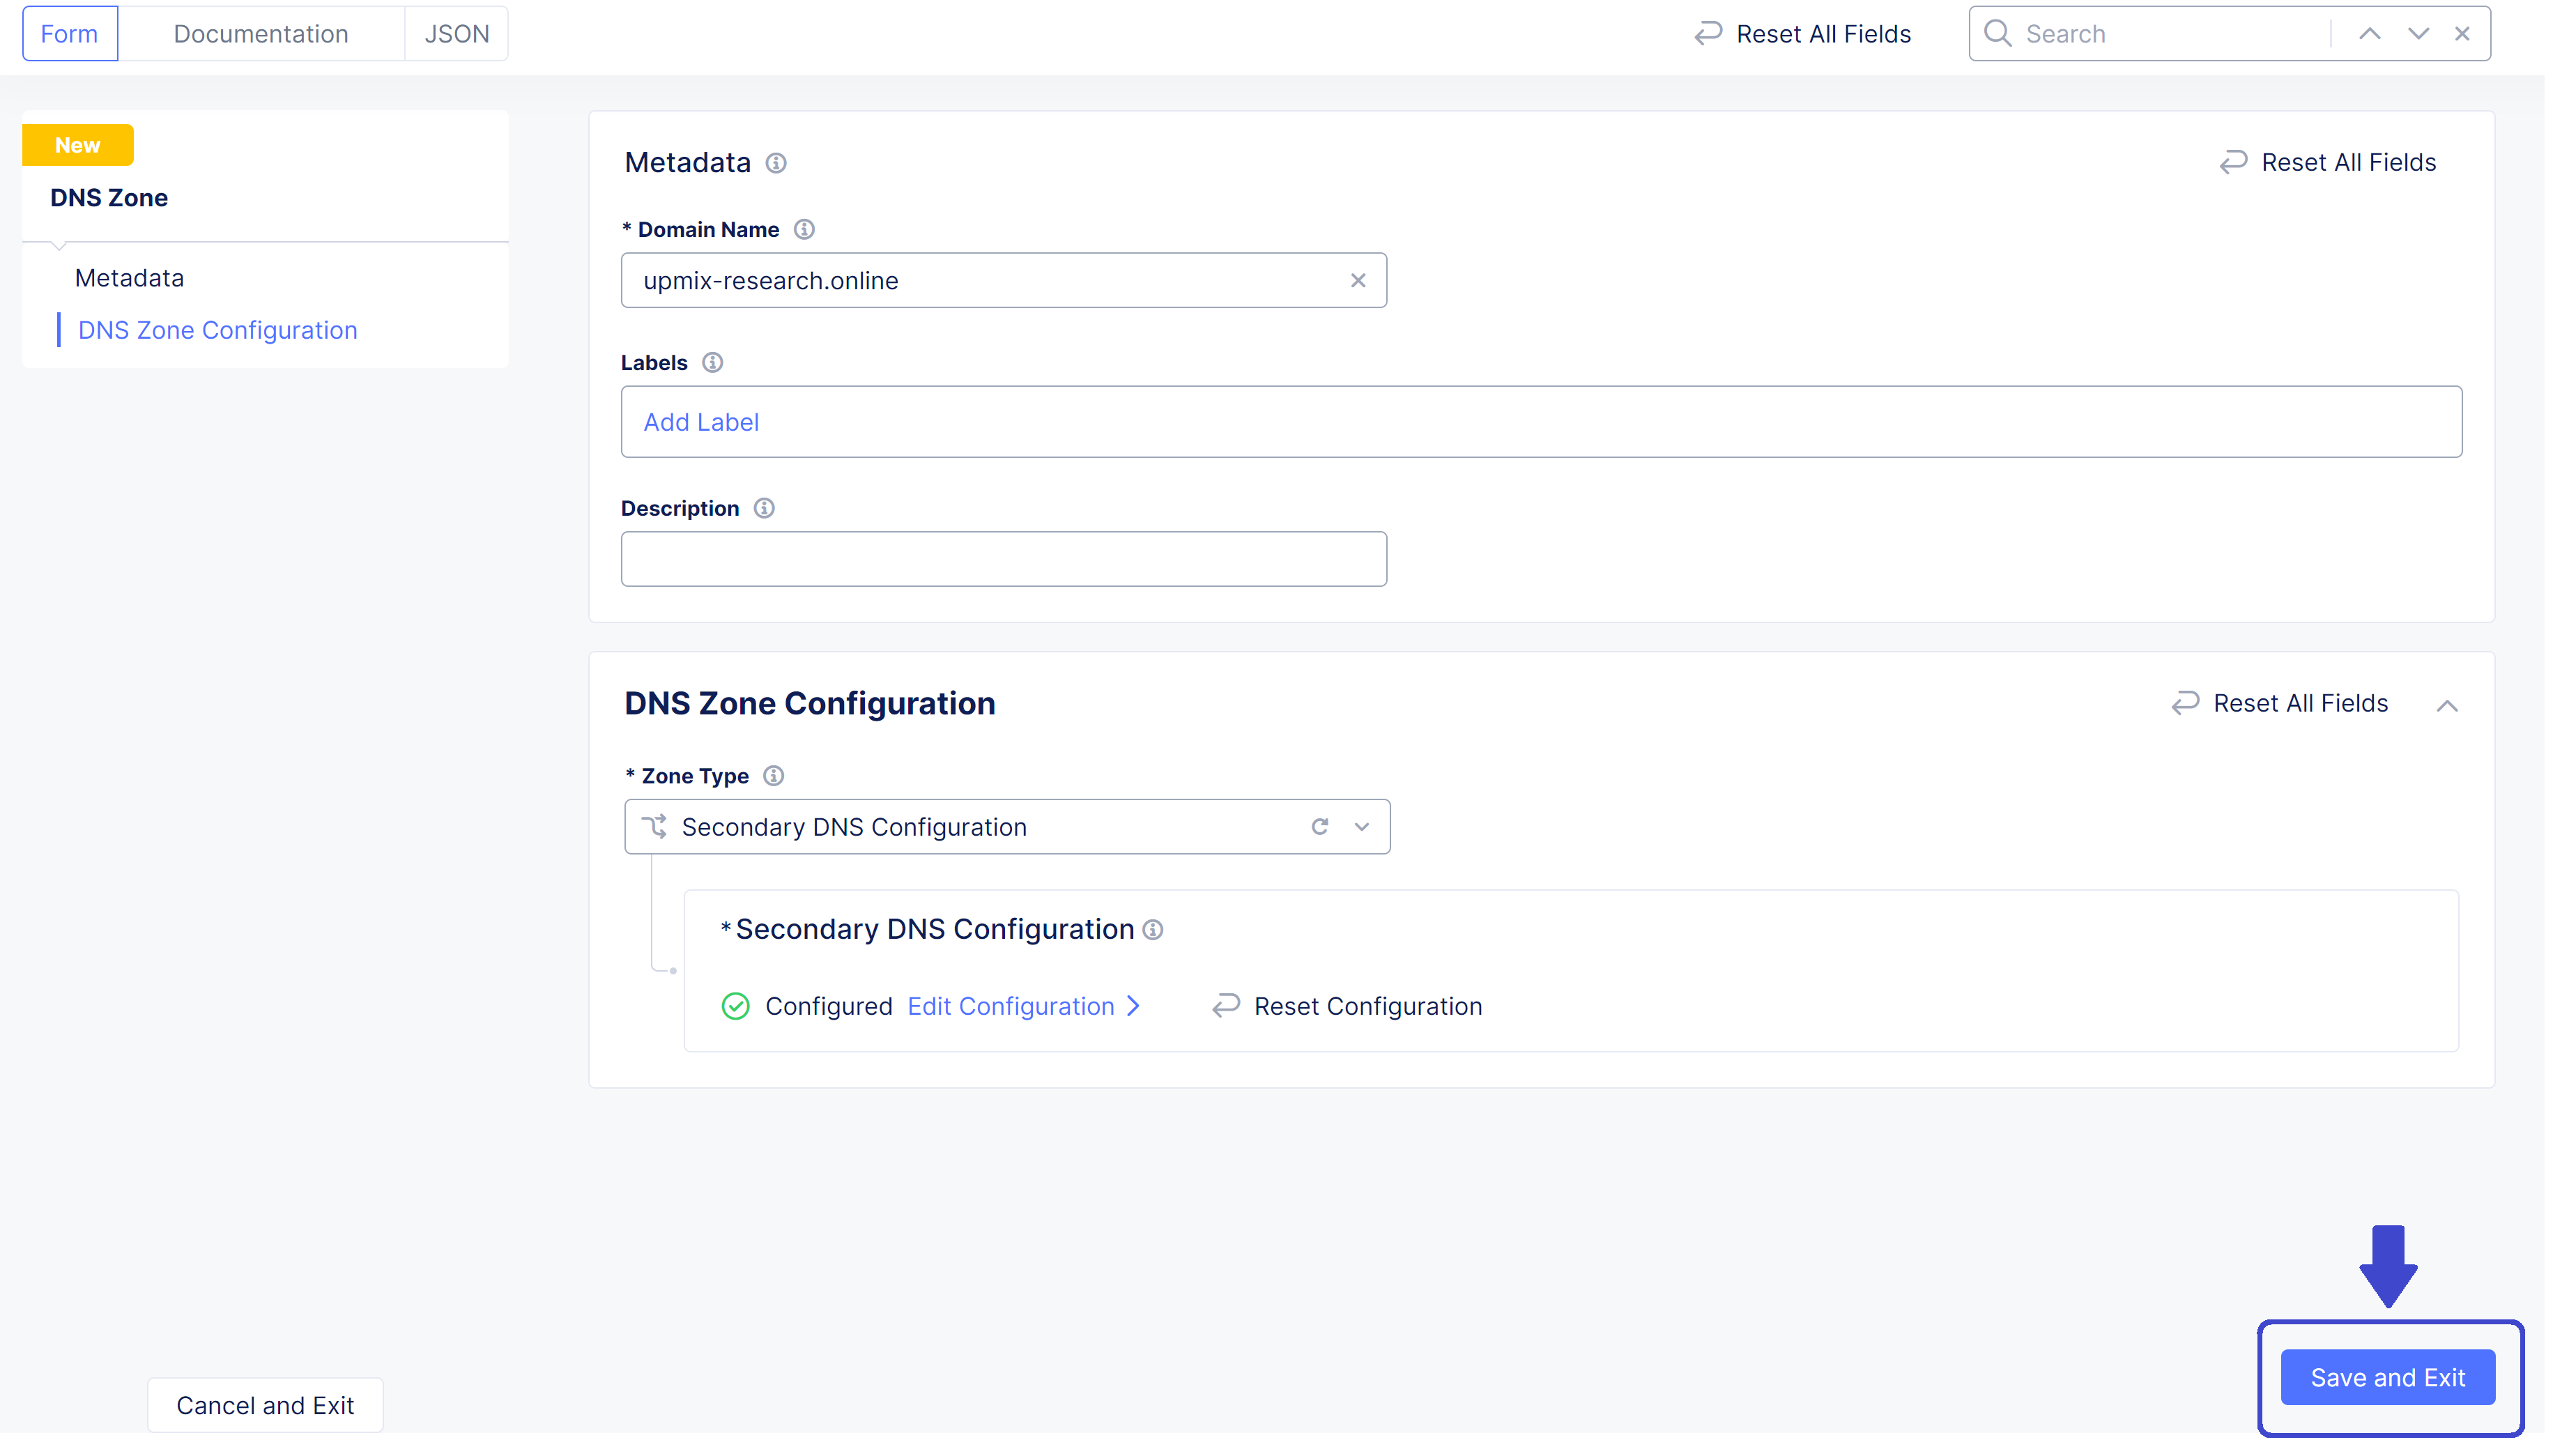 Form
Documentation
JSON
Reset All Fields
Search
New
DNS Zone
Metadata
DNS Zone Configuration
Metadata
Reset All Fields
* Domain Name
upmix-research.online
Labels
Add Label
Description
DNS Zone Configuration
Reset All Fields
* Zone Type
Secondary DNS Configuration
* Secondary DNS Configuration
Configured Edit Configuration
Reset Configuration
Cancel and Exit
Save and Exit